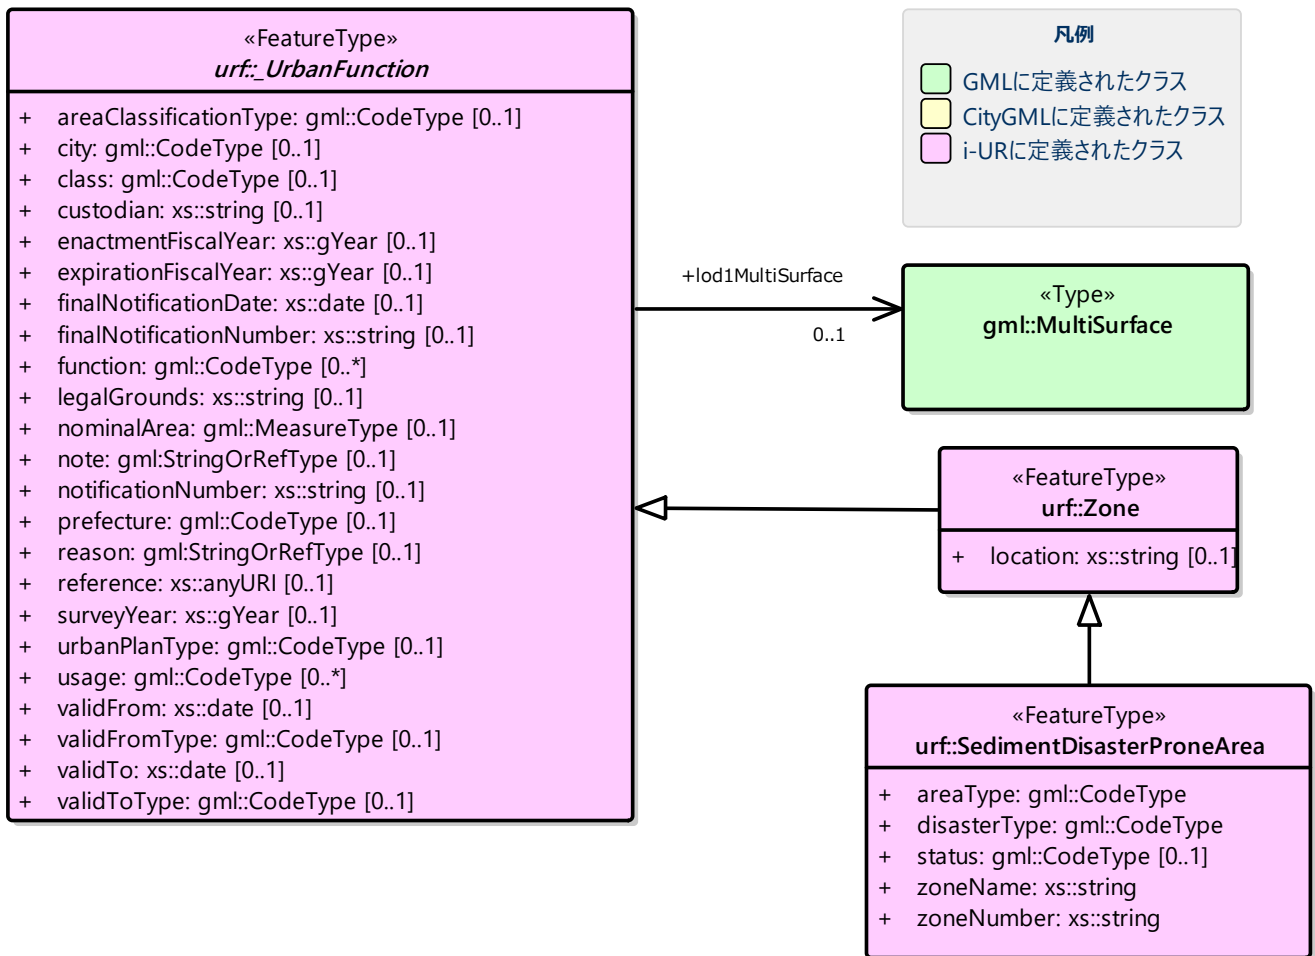 «FeatureType»
urf::_UrbanFunction
+ areaClassificationType: gml::CodeType [0..1]
+ city: gml::CodeType [0..1]
+ class: gml::CodeType [0..1]
+ custodian: xs::string [0..1]
+ enactmentFiscalYear: xs::gYear [0..1]
+ expirationFiscalYear: xs::gYear [0..1]
+ finalNotificationDate: xs::date [0..1]
+ finalNotificationNumber: xs::string [0..1]
+ function: gml::CodeType [0..*]
+ legalGrounds: xs::string [0..1]
+ nominalArea: gml::MeasureType [0..1]
+ note: gml:StringOrRefType [0..1]
+ notificationNumber: xs::string [0..1]
+ prefecture: gml::CodeType [0..1]
+ reason: gml:StringOrRefType [0..1]
+ reference: xs::anyURI [0..1]
+ surveyYear: xs::gYear [0..1]
+ urbanPlanType: gml::CodeType [0..1]
+ usage: gml::CodeType [0..*]
+ validFrom: xs::date [0..1]
+ validFromType: gml::CodeType [0..1]
+ validTo: xs::date [0..1]
+ validToType: gml::CodeType [0..1]
凡例
GMLに定義されたクラス
CityGMLに定義されたクラス
i-URに定義されたクラス
+lod1MultiSurface
0..1
«Type»
gml::MultiSurface
«FeatureType»
urf::Zone
+ location: xs::string [0..1]
«FeatureType»
urf::SedimentDisasterProneArea
+ areaType: gml::CodeType
+ disasterType: gml::CodeType
+ status: gml::CodeType [0..1]
+ zoneName: xs::string
+ zoneNumber: xs::string